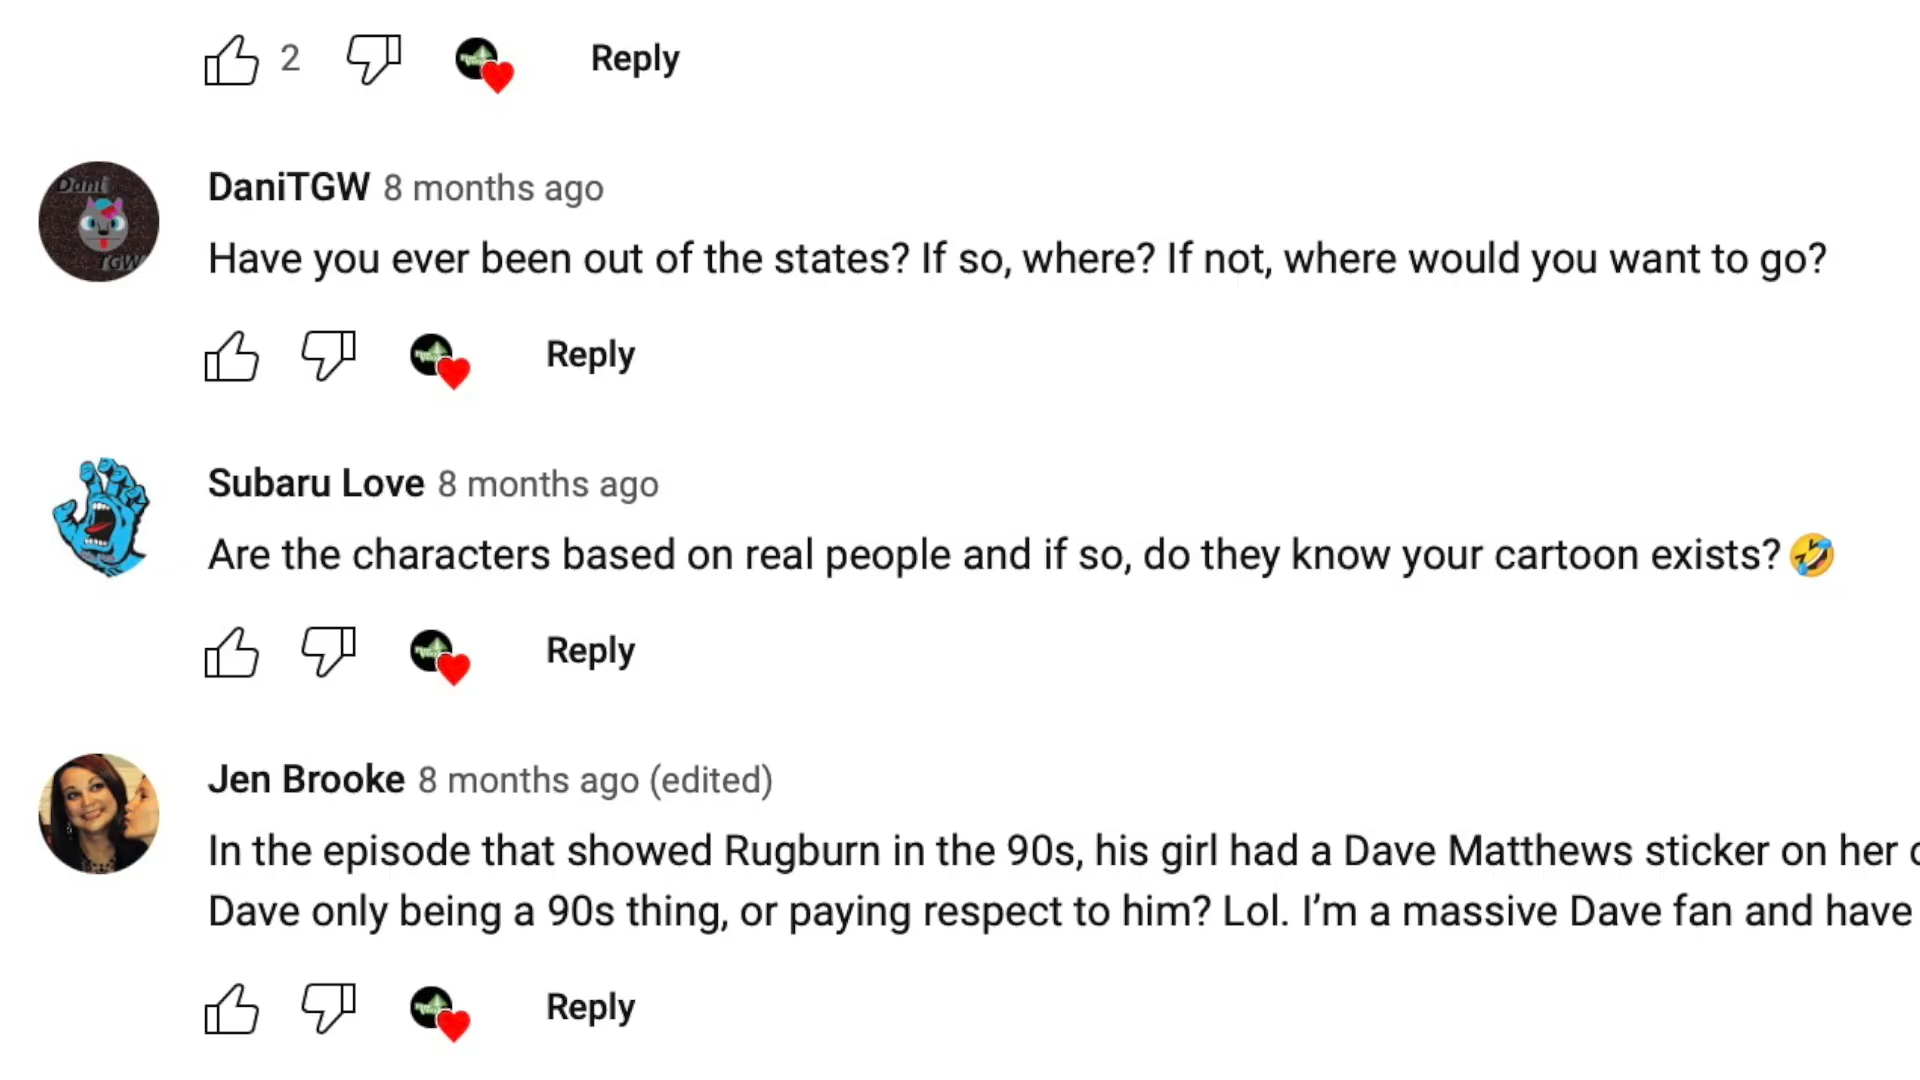 2 Reply
Dani
TGW
DaniTGW 8 months ago
Have you ever been out of the states? If so, where? If not, where would you want to go?
Reply
Subaru Love 8 months ago
Are the characters based on real people and if so, do they know your cartoon exists?🤣
Reply
Jen Brooke 8 months ago (edited)
In the episode that showed Rugburn in the 90s, his girl had a Dave Matthews sticker on her
Dave only being a 90s thing, or paying respect to him? Lol. I’m a massive Dave fan and have
Reply